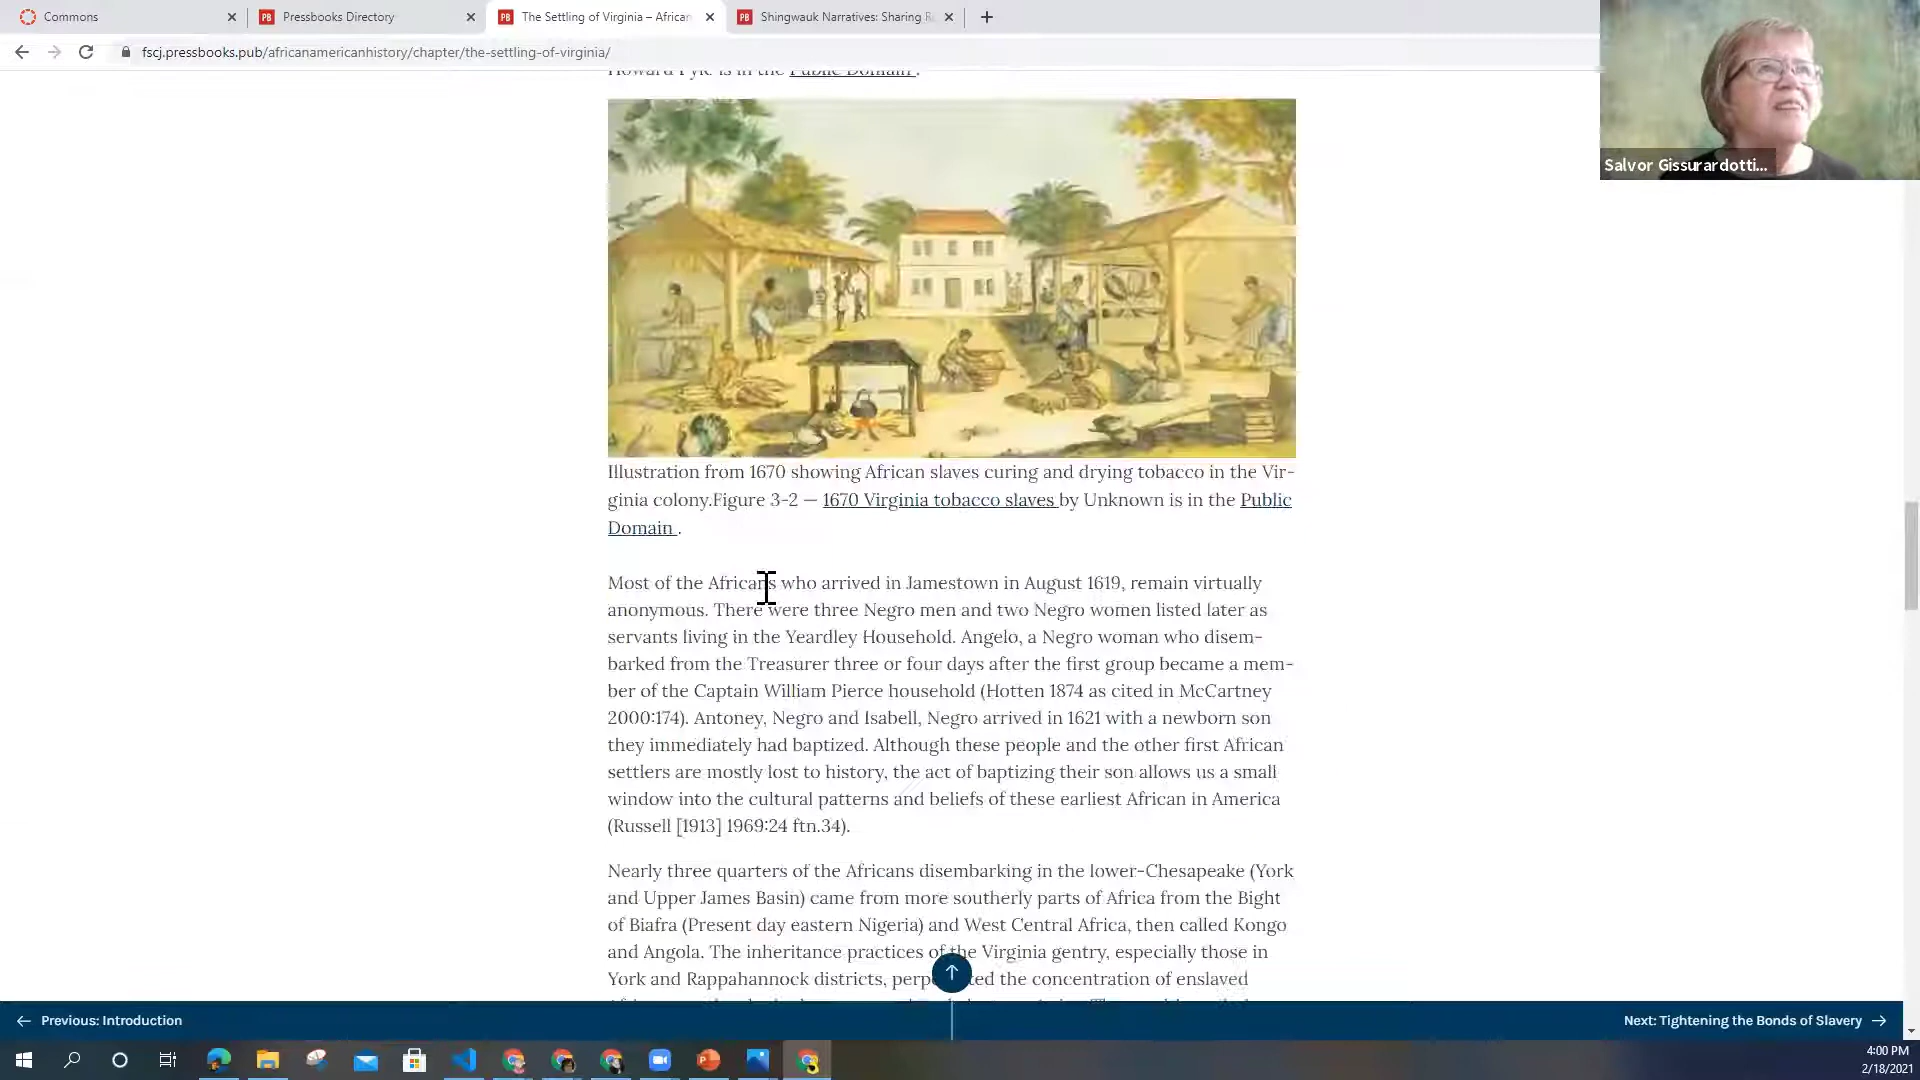 Commons
Pressbooks Directory
The Settling of Virginia – African
Shingwauk Narratives: Sharing R
fscj.pressbooks.pub/africanamericanhistory/chapter/the-settling-of-virginia/
Salvor Gissurardotti...
is in the Public Domain .
Illustration from 1670 showing African slaves curing and drying tobacco in the Vir-
ginia colony.Figure 3-2 — 1670 Virginia tobacco slaves by Unknown is in the Public
Domain .
Most of the Africans who arrived in Jamestown in August 1619, remain virtually
anonymous. There were three Negro men and two Negro women listed later as
servants living in the Yeardley Household. Angelo, a Negro woman who disem-
barked from the Treasurer three or four days after the first group became a mem-
ber of the Captain William Pierce household (Hotten 1874 as cited in McCartney
2000:174). Antoney, Negro and Isabell, Negro arrived in 1621 with a newborn son
they immediately had baptized. Although these people and the other first African
settlers are mostly lost to history, the act of baptizing their son allows us a small
window into the cultural patterns and beliefs of these earliest African in America
(Russell [1913] 1969:24 ftn.34).
Nearly three quarters of the Africans disembarking in the lower-Chesapeake (York
and Upper James Basin) came from more southerly parts of Africa from the Bight
of Biafra (Present day eastern Nigeria) and West Central Africa, then called Kongo
and Angola. The inheritance practices of the Virginia gentry, especially those in
York and Rappahannock districts, the concentration of enslaved
Previous: Introduction
Next: Tightening the Bonds of Slavery
4:00 PM
2/18/2021